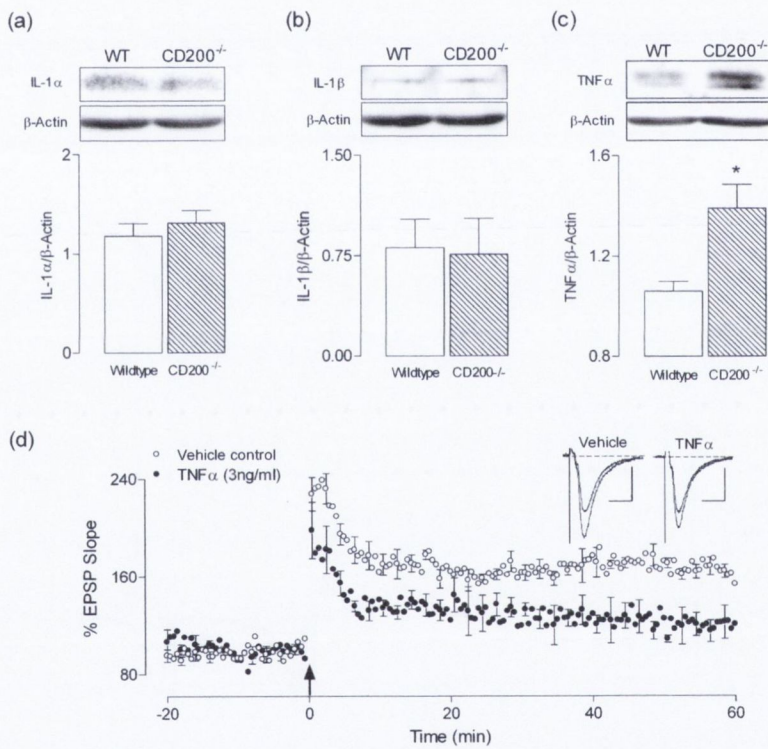 (a)
WT CD200-/-
IL-1α
β-Actin
2
1
0
IL-1α/β-Actin
Wildtype CD200-/-
(b)
WT CD200-/-
IL-1β
β-Actin
1.50
0.75
0.00
IL-1β/β-Actin
Wildtype CD200-/-
(c)
WT CD200-/-
TNFα
β-Actin
1.6
1.2
0.8
TNFα/β-Actin
*
Wildtype CD200-/-
(d)
Vehicle control
TNFα (3ng/ml)
Vehicle TNFα
240
160
80
% EPSP Slope
-20 0 20 40 60
Time (min)